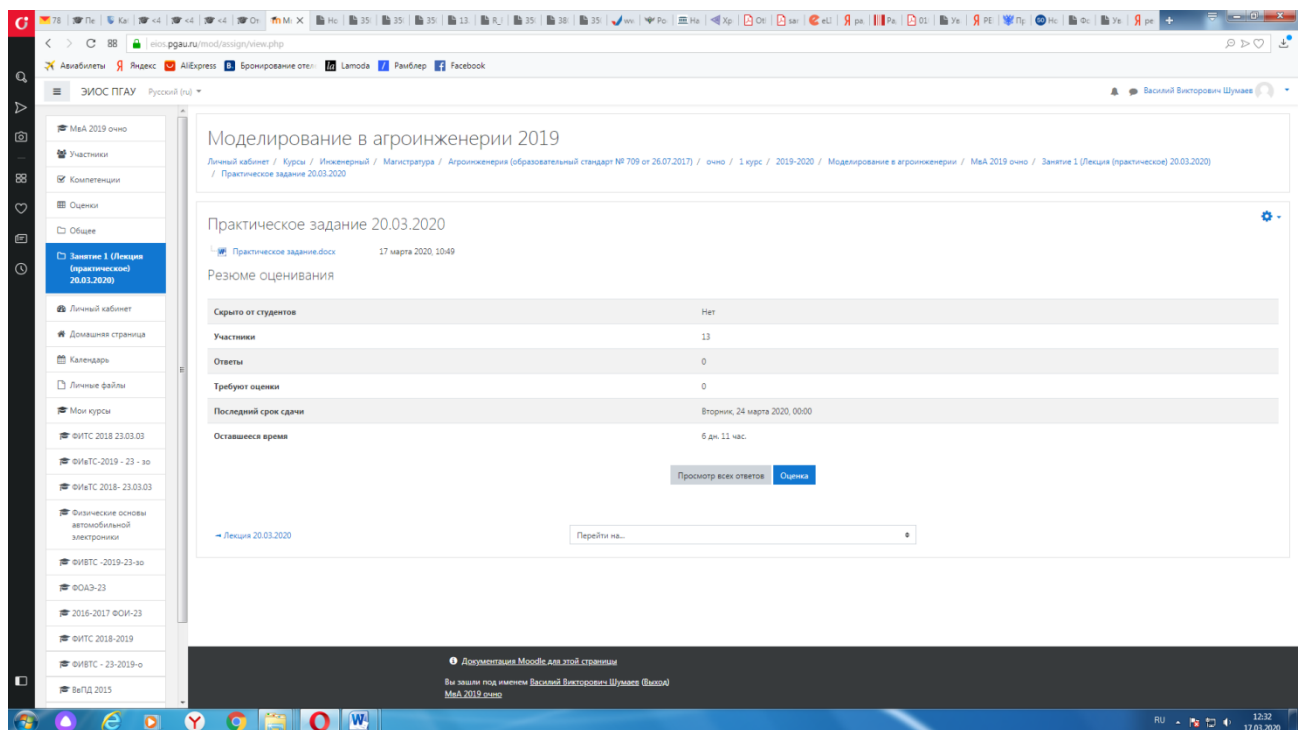 eios.pgau.ru/mod/assign/view.php
Авиабилеты Яндекс AliExpress Бронирование отел Lamoda Рамблер Facebook
ЭИОС ПГАУ Русский (ru)
Василий Викторович Шумаев
МвА 2019 очно
Участники
Компетенции
Оценки
Общее
Занятие 1 (Лекция
(практическое)
20.03.2020)
Личный кабинет
Домашняя страница
Календарь
Личные файлы
Мои курсы
ФИТС 2018 23.03.03
ФИвТС-2019 - 23 - зо
ФИвТС 2018- 23.03.03
Физические основы
автомобильной
электроники
ФИВТС -2019-23-зо
ФОАЭ-23
2016-2017 ФОИ-23
ФИТС 2018-2019
ФИВТС - 23-2019-о
ВвПД 2015
Моделирование в агроинженерии 2019
Личный кабинет / Курсы / Инженерный / Магистратура / Агроинженерия (образовательный стандарт № 709 от 26.07.2017) / очно / 1 курс / 2019-2020 / Моделирование в агроинженерии / МвА 2019 очно / Занятие 1 (Лекция (практическое) 20.03.2020)
/ Практическое задание 20.03.2020
Практическое задание 20.03.2020
Практическое задание.docx 17 марта 2020, 10:49
Резюме оценивания
Скрыто от студентов Нет
Участники 13
Ответы 0
Требуют оценки 0
Последний срок сдачи Вторник, 24 марта 2020, 00:00
Оставшееся время 6 дн. 11 час.
Просмотр всех ответов Оценка
→ Лекция 20.03.2020 Перейти на...
Документация Moodle для этой страницы
Вы зашли под именем Василий Викторович Шумаев (Выход)
МвА 2019 очно
RU
12:32
17.03.2020